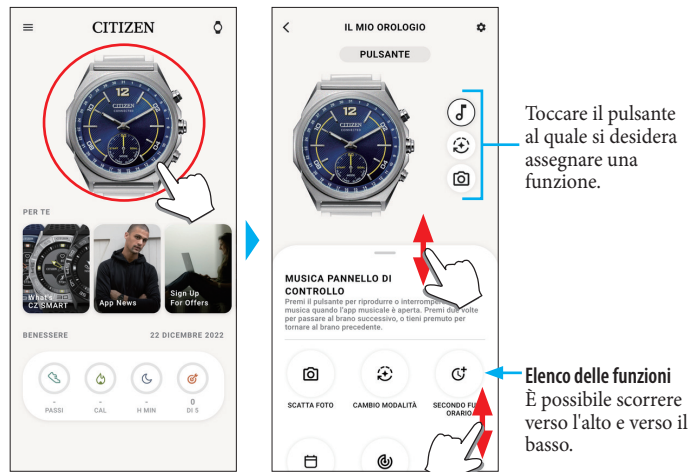 CITIZEN
PER TE
What's
CZ SMART
App News
Sign Up
For Offers
BENESSERE 22 DICEMBRE 2022
- - - 0
PASSI CAL H MIN DI 5
IL MIO OROLOGIO
PULSANTE
MUSICA PANNELLO DI
CONTROLLO
Premi il pulsante per riprodurre o interrompere
musica quando l'app musicale è aperta. Premi due volte
per passare al brano successivo, o tieni premuto per
tornare al brano precedente.
SCATTA FOTO CAMBIO MODALITÀ SECONDO FU
ORARIO
Toccare il pulsante
al quale si desidera
assegnare una
funzione.
Elenco delle funzioni
È possibile scorrere
verso l'alto e verso il
basso.